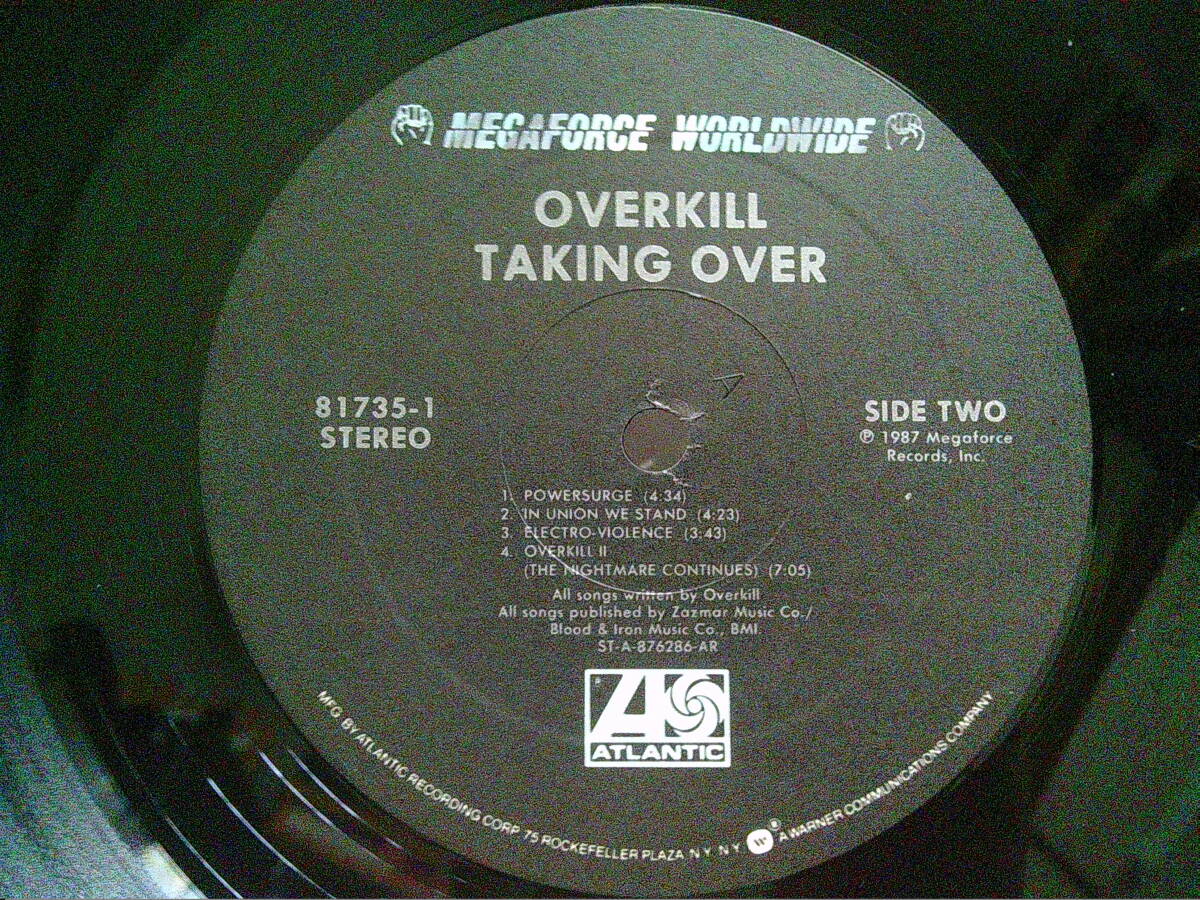 MEGAFORCE WORLDWIDE
OVERKILL
TAKING OVER
81735-1
STEREO
SIDE TWO
℗ 1987 Megaforce
Records, Inc.
A
1. POWERSURGE (4:34)
2. IN UNION WE STAND (4:23)
3. ELECTRO-VIOLENCE (3:43)
4. OVERKILL II
(THE NIGHTMARE CONTINUES) (7:05)
All songs written by Overkill
All songs published by Zazmar Music Co./
Blood & Iron Music Co., BMI
ST-A-876286-AR
ATLANTIC
MFG. BY ATLANTIC RECORDING CORP. 75 ROCKEFELLER PLAZA. N.Y. N.Y. W ® A WARNER COMMUNICATIONS COMPANY